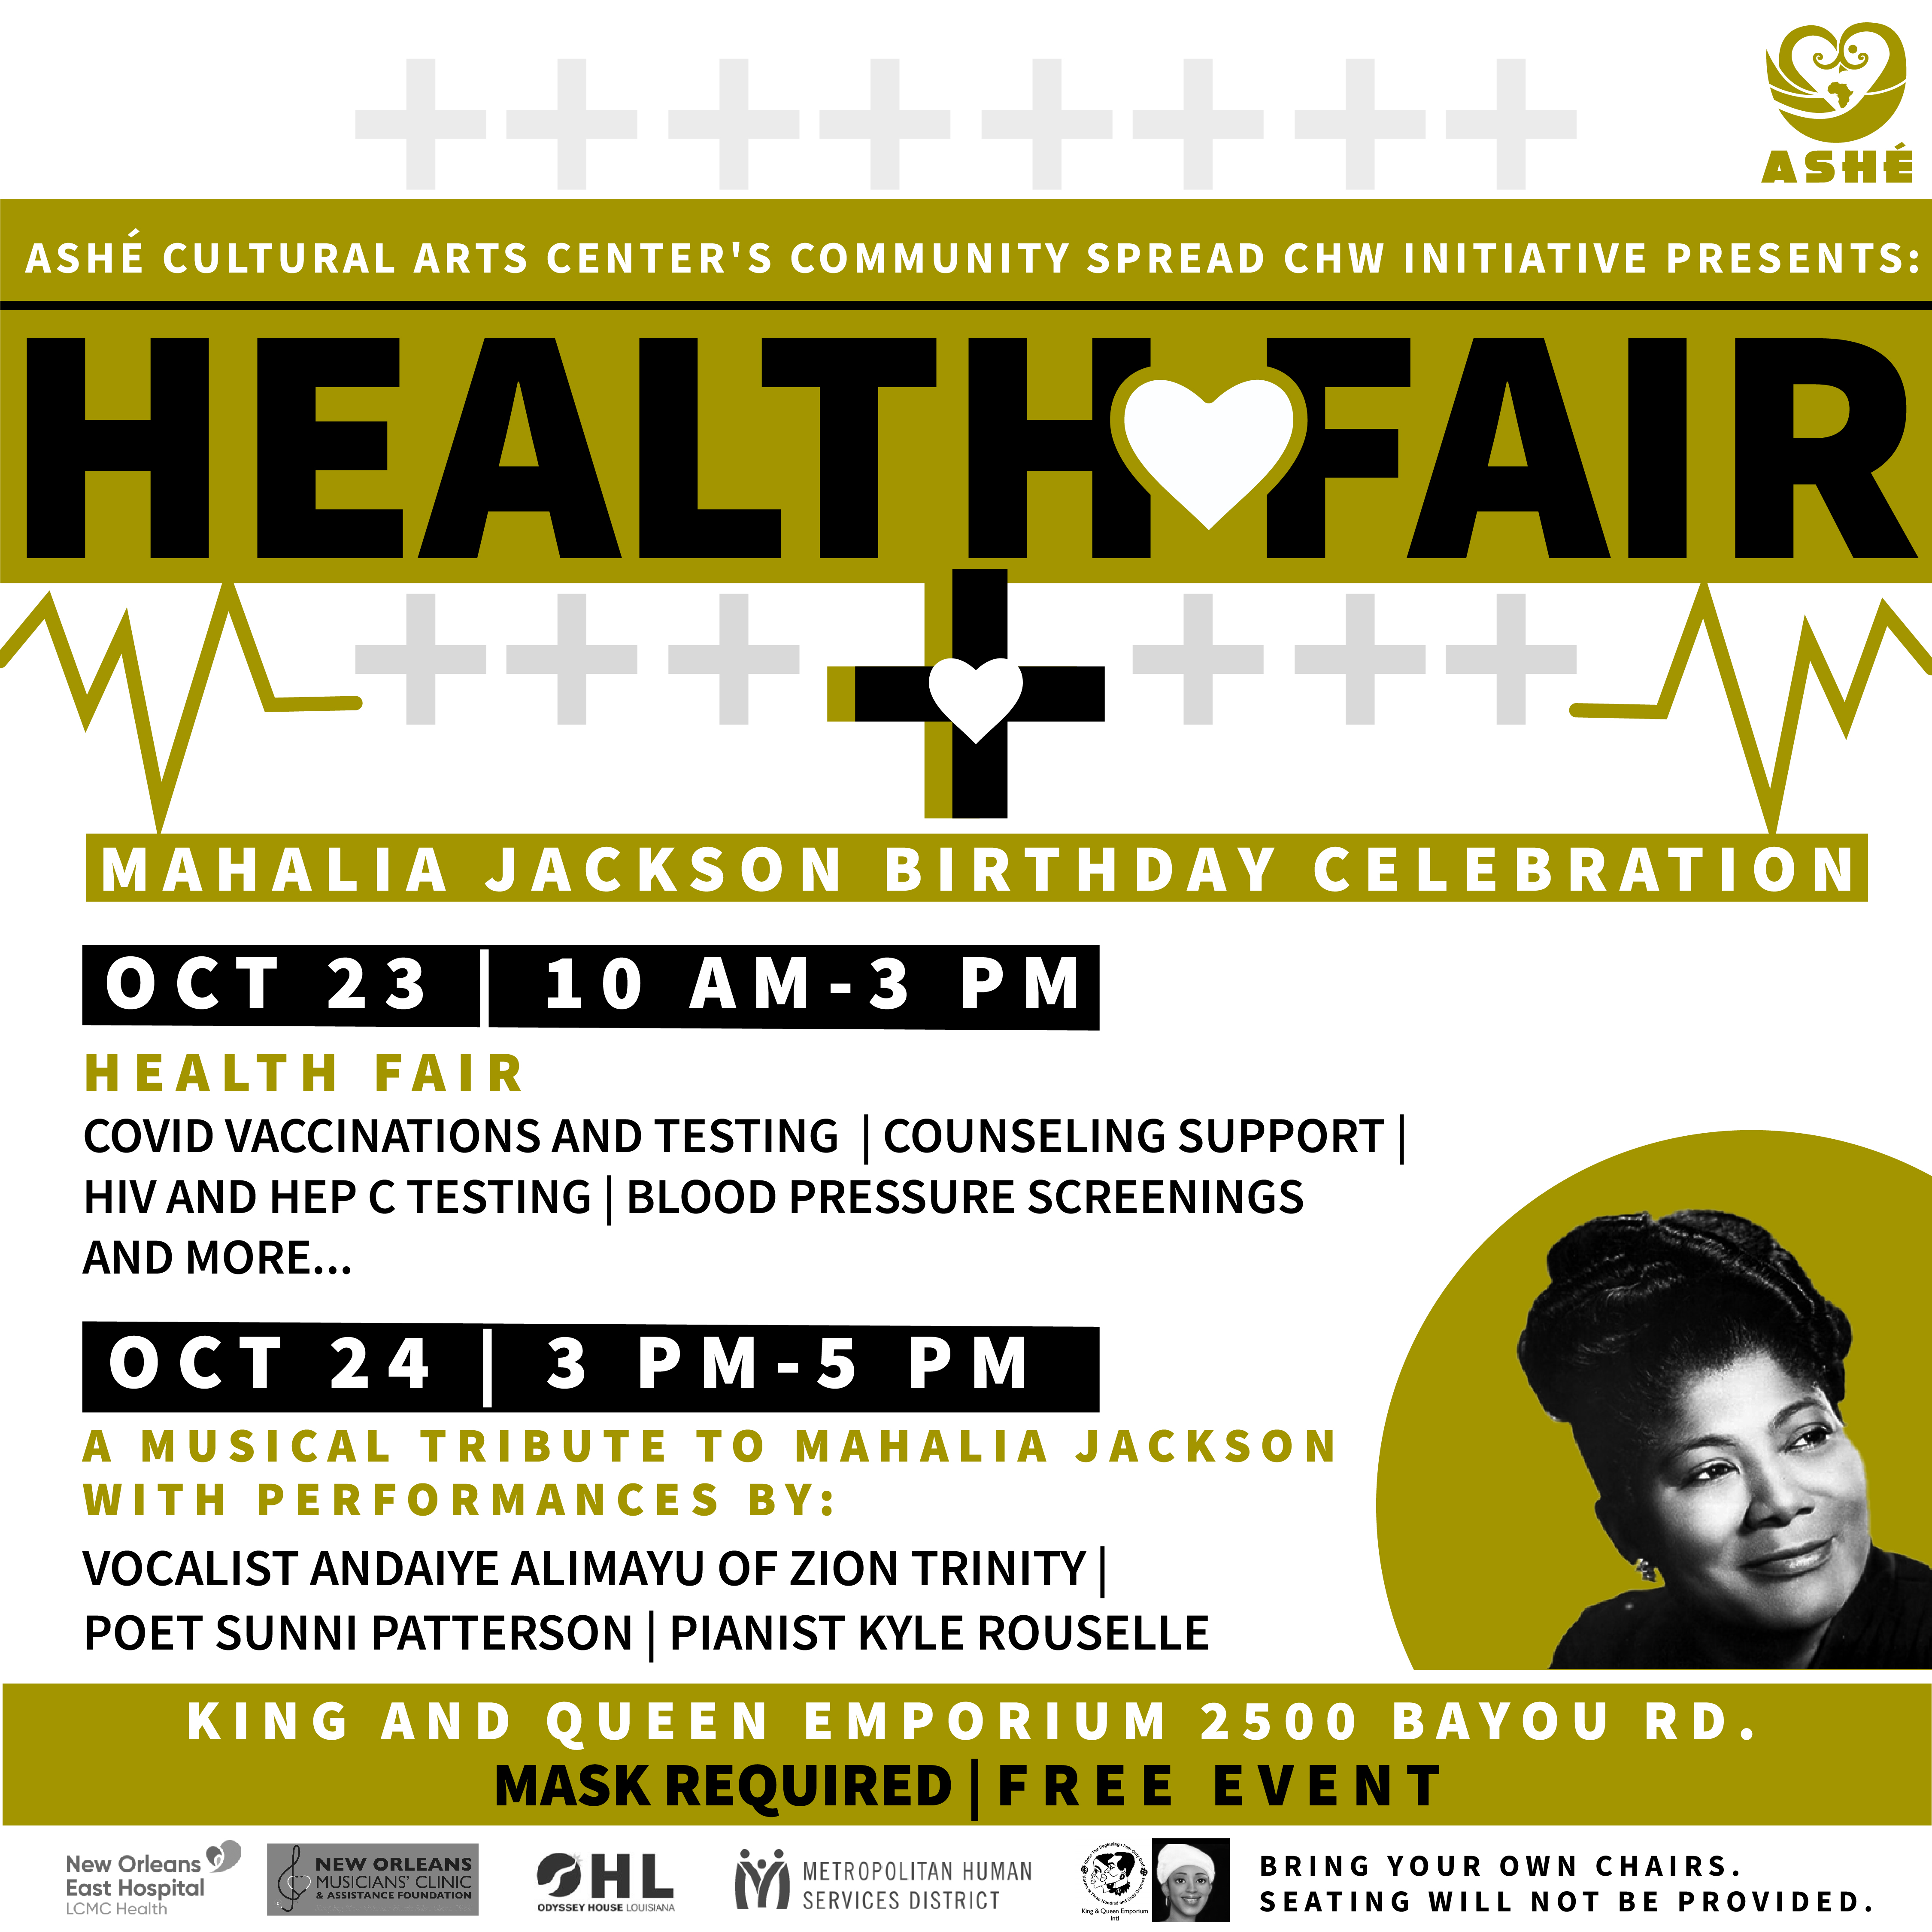 ASHÉ
ASHÉ CULTURAL ARTS CENTER'S COMMUNITY SPREAD CHW INITIATIVE PRESENTS:
HEALTH FAIR
MAHALIA JACKSON BIRTHDAY CELEBRATION
OCT 23 | 10 AM-3 PM
HEALTH FAIR
COVID VACCINATIONS AND TESTING | COUNSELING SUPPORT |
HIV AND HEP C TESTING | BLOOD PRESSURE SCREENINGS
AND MORE...
OCT 24 | 3 PM-5 PM
A MUSICAL TRIBUTE TO MAHALIA JACKSON
WITH PERFORMANCES BY:
VOCALIST ANDAIYE ALIMAYU OF ZION TRINITY |
POET SUNNI PATTERSON | PIANIST KYLE ROUSELLE
KING AND QUEEN EMPORIUM 2500 BAYOU RD.
MASK REQUIRED | FREE EVENT
New Orleans
East Hospital
LCMC Health
NEW ORLEANS
MUSICIANS' CLINIC
& ASSISTANCE FOUNDATION
OHL
ODYSSEY HOUSE LOUISIANA
METROPOLITAN HUMAN
SERVICES DISTRICT
King & Queen Emporium
Intl
BRING YOUR OWN CHAIRS.
SEATING WILL NOT BE PROVIDED.